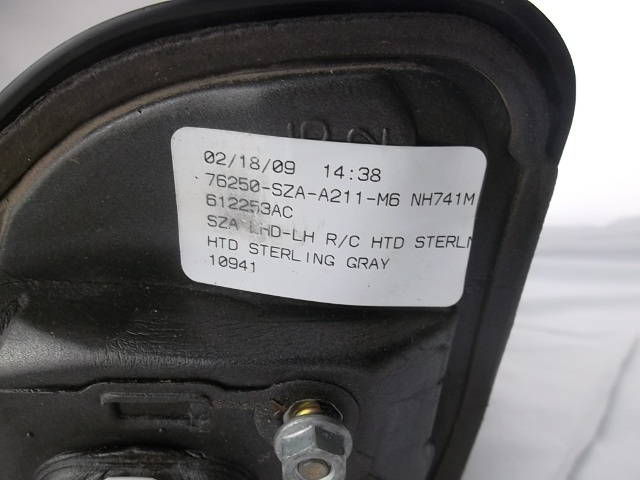 02/18/09 14:38
76250-SZA-A211-M6 NH741M
612253AC
SZA LHD-LH R/C HTD STERLIN
HTD STERLING GRAY
10941